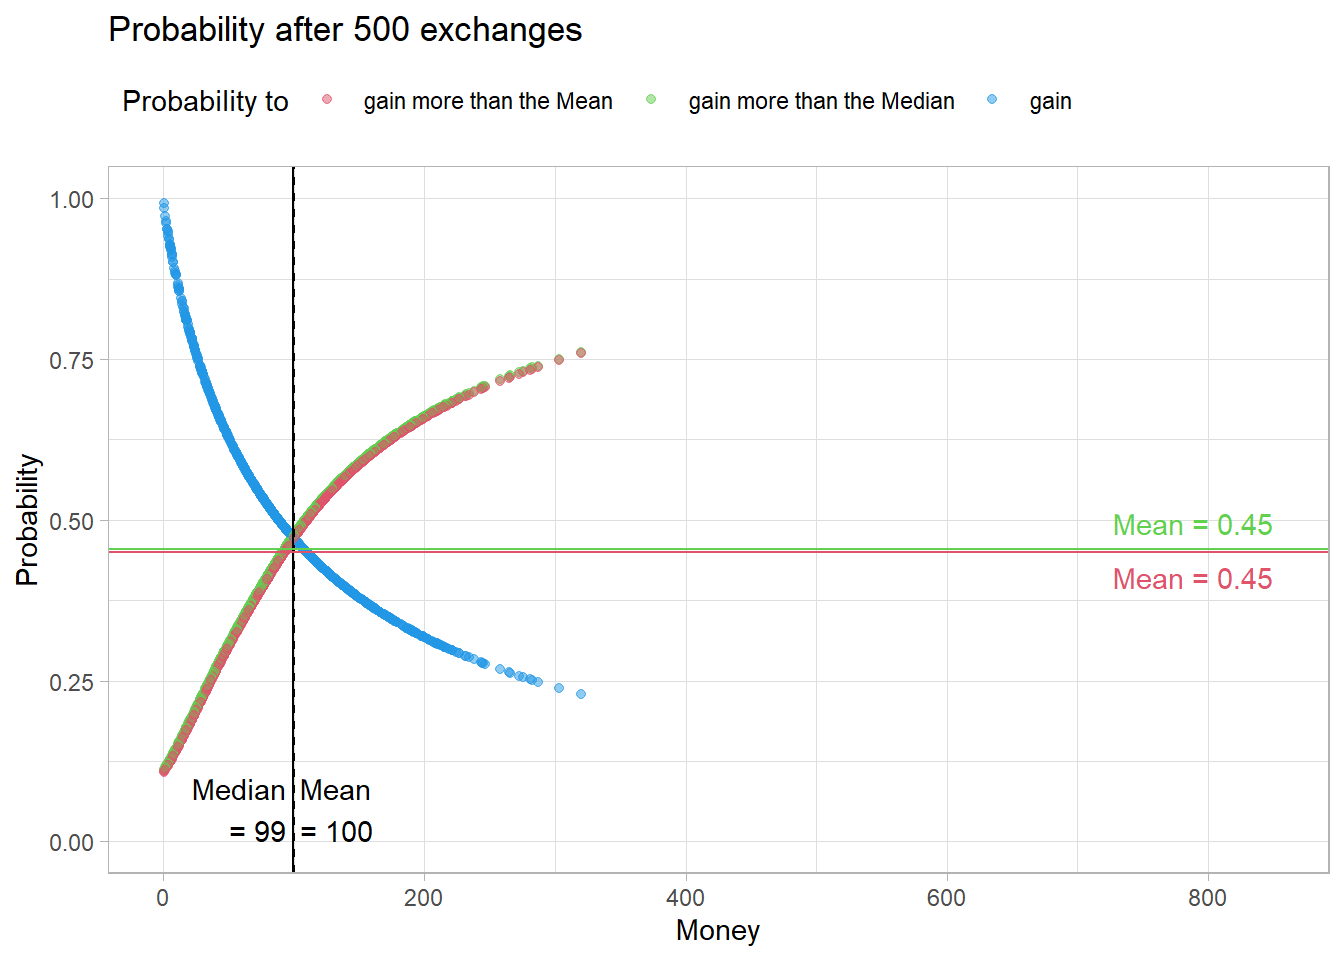 Probability after 500 exchanges
Probability to gain more than the Mean gain more than the Median gain
1.00
0.75
0.50
0.25
0.00
Probability
Mean = 0.45
Mean = 0.45
Median Mean
= 99 = 100
0 200 400 600 800
Money